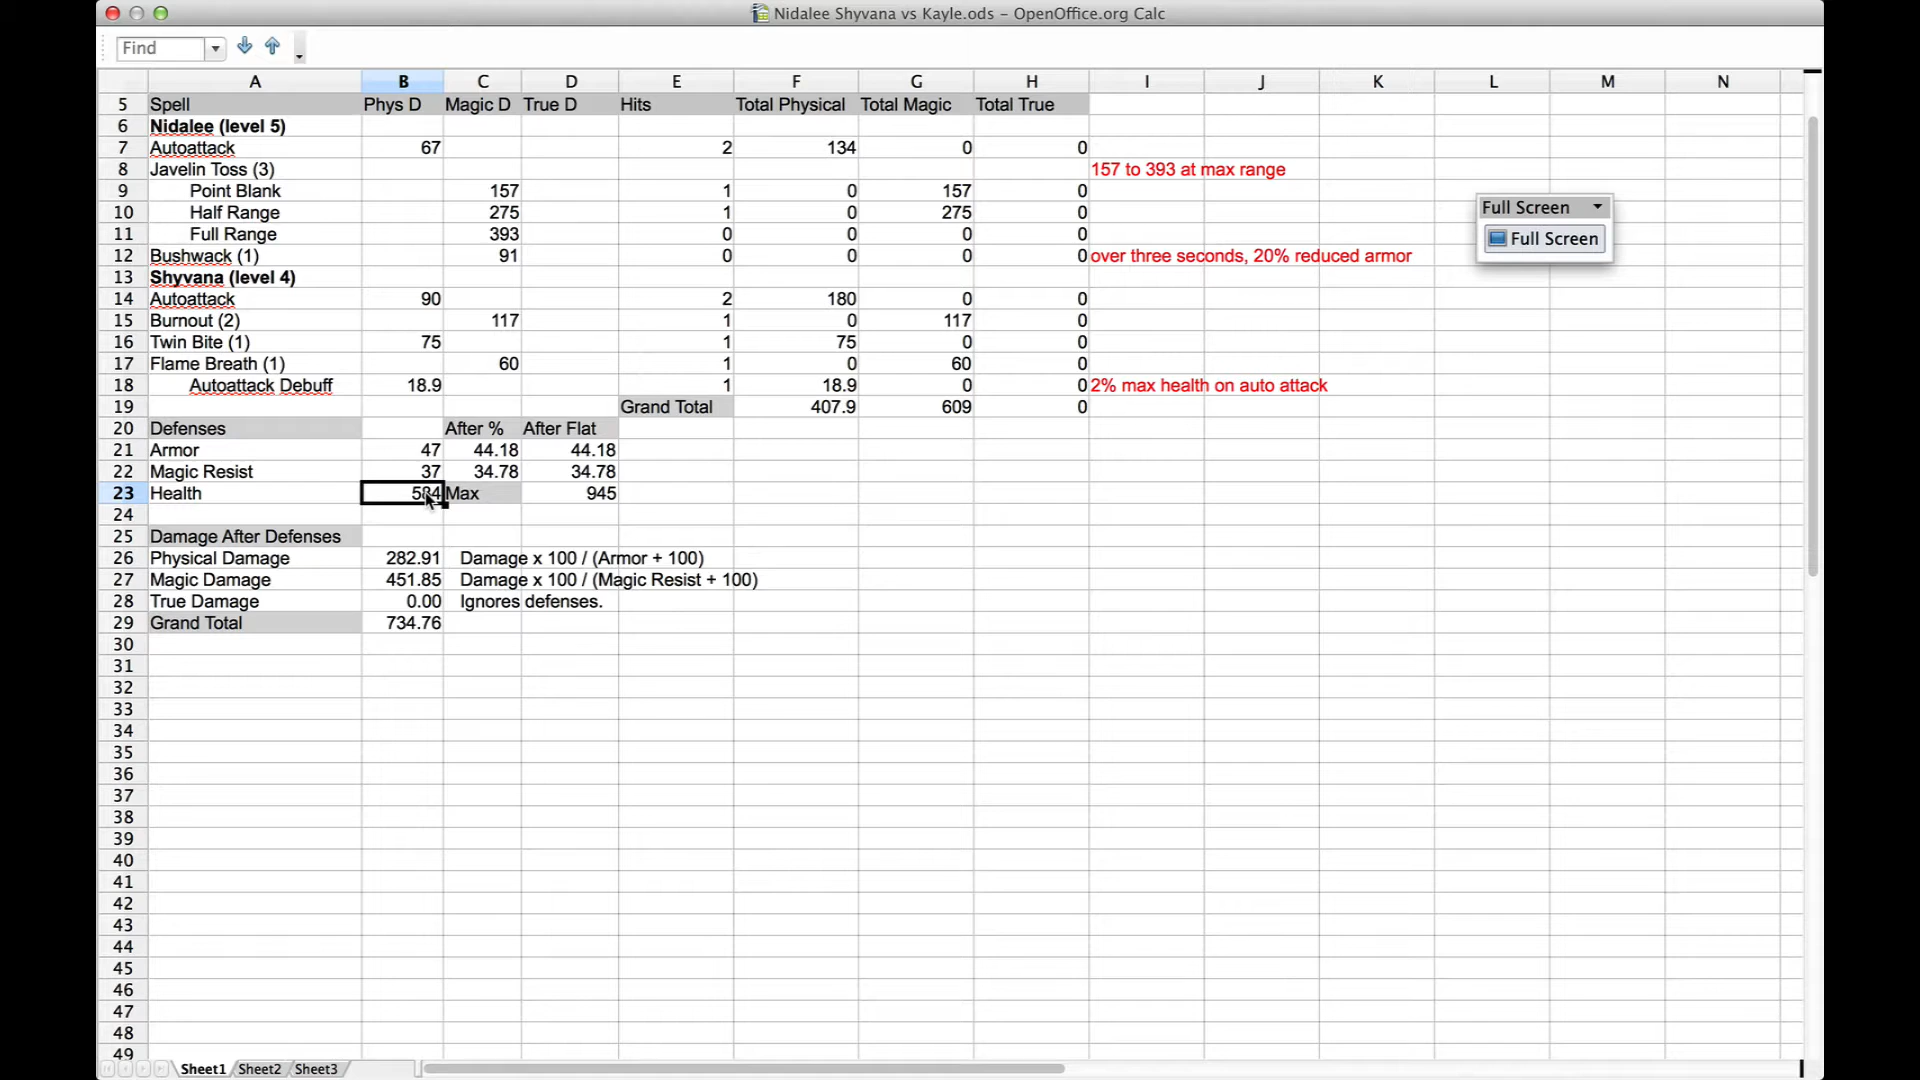 Nidalee Shyvana vs Kayle.ods - OpenOffice.org Calc
Find
A B C D E F G H I J K L M N
5 Spell Phys D Magic D True D Hits Total Physical Total Magic Total True
6 Nidalee (level 5)
7 Autoattack 67 2 134 0 0
8 Javelin Toss (3) 157 to 393 at max range
9 Point Blank 157 1 0 157 0
10 Half Range 275 1 0 275 0
11 Full Range 393 0 0 0 0
12 Bushwack (1) 91 0 0 0 0 over three seconds, 20% reduced armor
13 Shyvana (level 4)
14 Autoattack 90 2 180 0 0
15 Burnout (2) 117 1 0 117 0
16 Twin Bite (1) 75 1 75 0 0
17 Flame Breath (1) 60 1 0 60 0
18 Autoattack Debuff 18.9 1 18.9 0 0 2% max health on auto attack
19 Grand Total 407.9 609 0
20 Defenses After % After Flat
21 Armor 47 44.18 44.18
22 Magic Resist 37 34.78 34.78
23 Health 584 Max 945
24
25 Damage After Defenses
26 Physical Damage 282.91 Damage x 100 / (Armor + 100)
27 Magic Damage 451.85 Damage x 100 / (Magic Resist + 100)
28 True Damage 0.00 Ignores defenses.
29 Grand Total 734.76
30
31
32
33
34
35
36
37
38
39
40
41
42
43
44
45
46
47
48
49
Full Screen
Full Screen
Sheet1 Sheet2 Sheet3